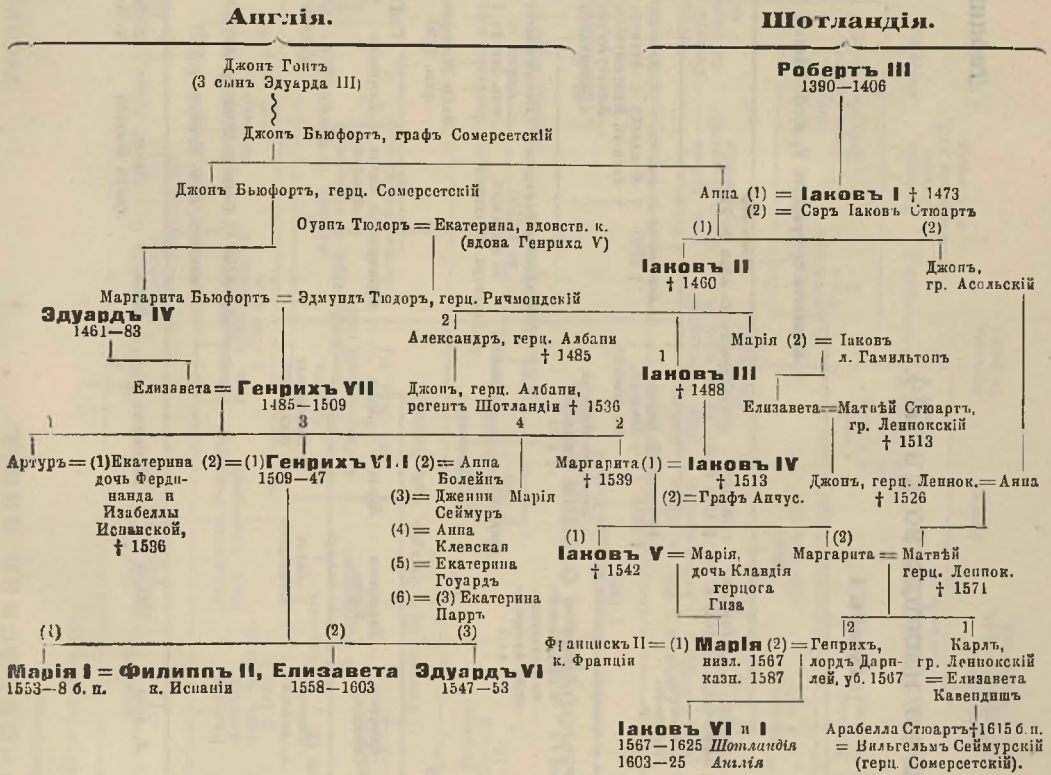 Англія.
Шотландія.
Джонъ Гонтъ
(3 сынъ Эдуарда III)
Робертъ III
1390—1406
Джопъ Бьюфортъ, графъ Сомерсетскій
Джонъ Бьюфортъ, герц. Сомерсетскій
Анна (1) = Іаковъ I † 1473
(2) = Сэръ Іаковъ Стюартъ
Оуэпъ Тюдоръ = Екатерина, вдовств. к.
(вдова Генриха V)
(1)
(2)
Іаковъ II
† 1460
Джопъ,
гр. Асольскій
Маргарита Бьюфортъ = Эдмундъ Тюдоръ, герц. Ричмондскій
Эдуардъ IV
1461—83
2
Александръ, герц. Албани
† 1485
1
Марія (2) = Іаковъ
л. Гамильтопъ
Іаковъ III
† 1488
Елизавета = Генрихъ VII
1485—1509
Джонъ, герц. Албани,
регентъ Шотландіи † 1536
Елизавета = Матвѣй Стюартъ,
гр. Леннокскій
† 1513
1
3
4
2
Артуръ = (1) Екатерина (2) = (1) Генрихъ VI.I (2) = Анна
дочь Ферди-
нанда и
Изабеллы
Испанской,
† 1536
1509—47
Болейнъ
(3) = Дженни
Сеймуръ
Марія
(4) = Анна
Клевская
(5) = Екатерина
Гоуардъ
(6) = (3) Екатерина
Парръ
Маргарита (1) = Іаковъ IV
† 1539
† 1513
(2) = Графъ Ангус.
Джонъ, герц. Леннок. = Анна
† 1526
(1)
(2)
Іаковъ V = Марія,
† 1542
дочь Клавдія
герцога
Гиза
Маргарита = Матвѣй
герц. Леннок.
† 1571
(1)
(2)
(3)
2
1
Марія I = Филиппъ II,
1553—8 б. п.
к. Испаніи
Елизавета
1558—1603
Эдуардъ VI
1547—53
Францискъ II = (1) Марія (2) = Генрихъ,
к. Франціи
низл. 1567
казн. 1587
лордъ Дарн-
лей, уб. 1567
Карлъ,
гр. Леннокскій
= Елизавета
Кавендишъ
Іаковъ VI и I
1567—1625 Шотландія
1603—25 Англія
Арабелла Стюартъ † 1615 б. п.
= Вильгельмъ Сеймурскій
(герц. Сомерсетскій).